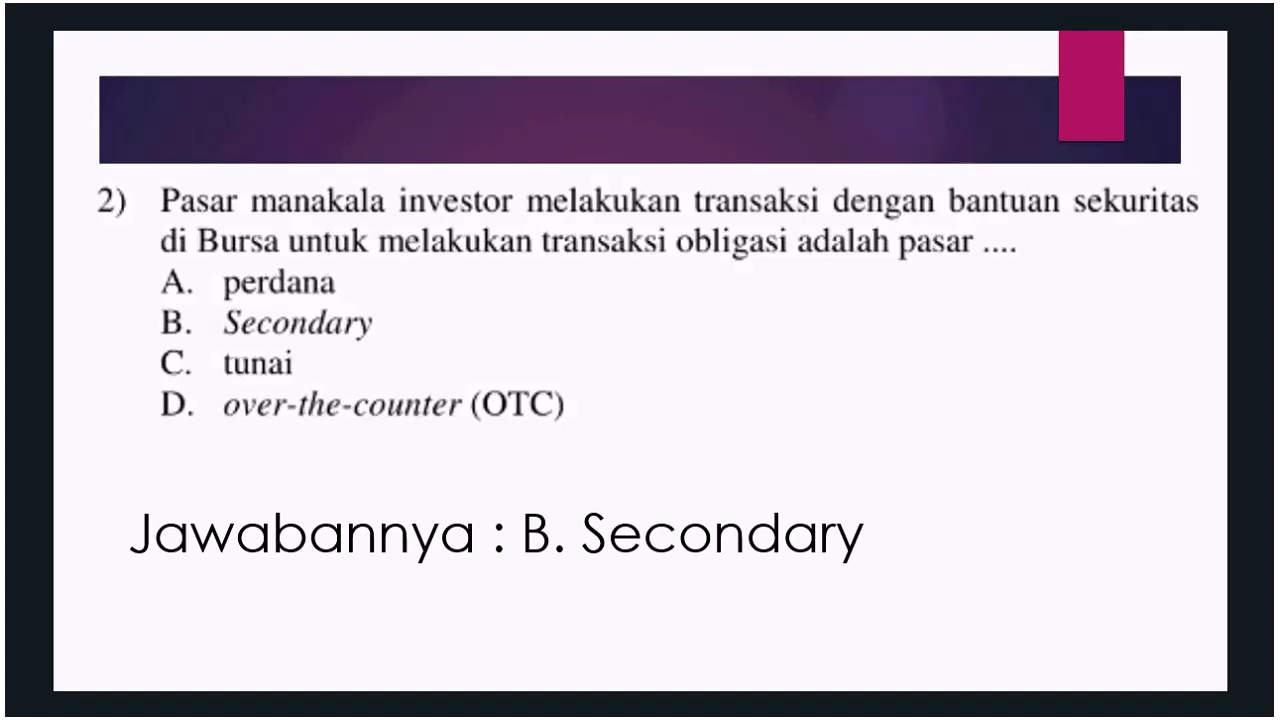 2) Pasar manakala investor melakukan transaksi dengan bantuan sekuritas
di Bursa untuk melakukan transaksi obligasi adalah pasar ....
A. perdana
B. Secondary
C. tunai
D. over-the-counter (OTC)
Jawabannya : B. Secondary